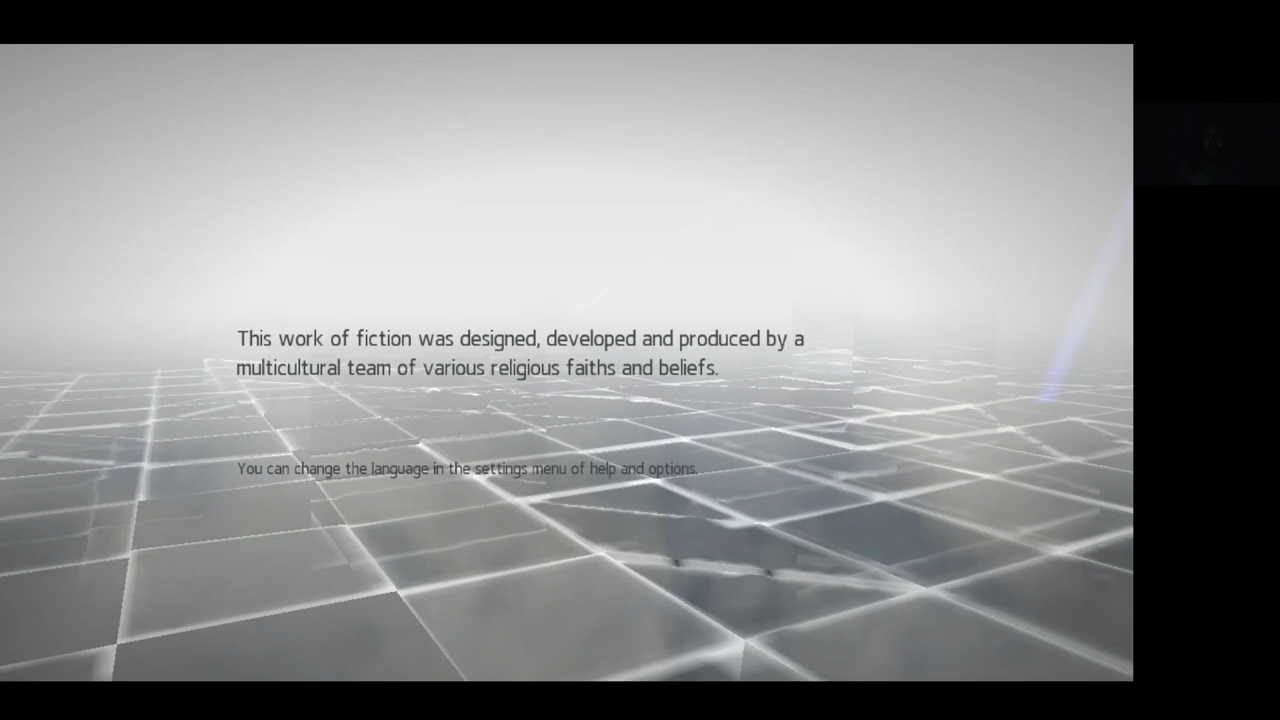 This work of fiction was designed, developed and produced by a
multicultural team of various religious faiths and beliefs.
You can change the language in the settings menu of help and options.